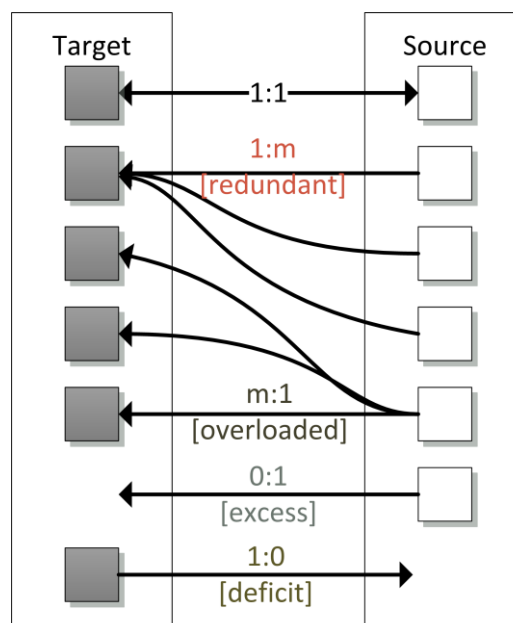 Target
Source
1:1
1:m
[redundant]
m:1
[overloaded]
0:1
[excess]
1:0
[deficit]